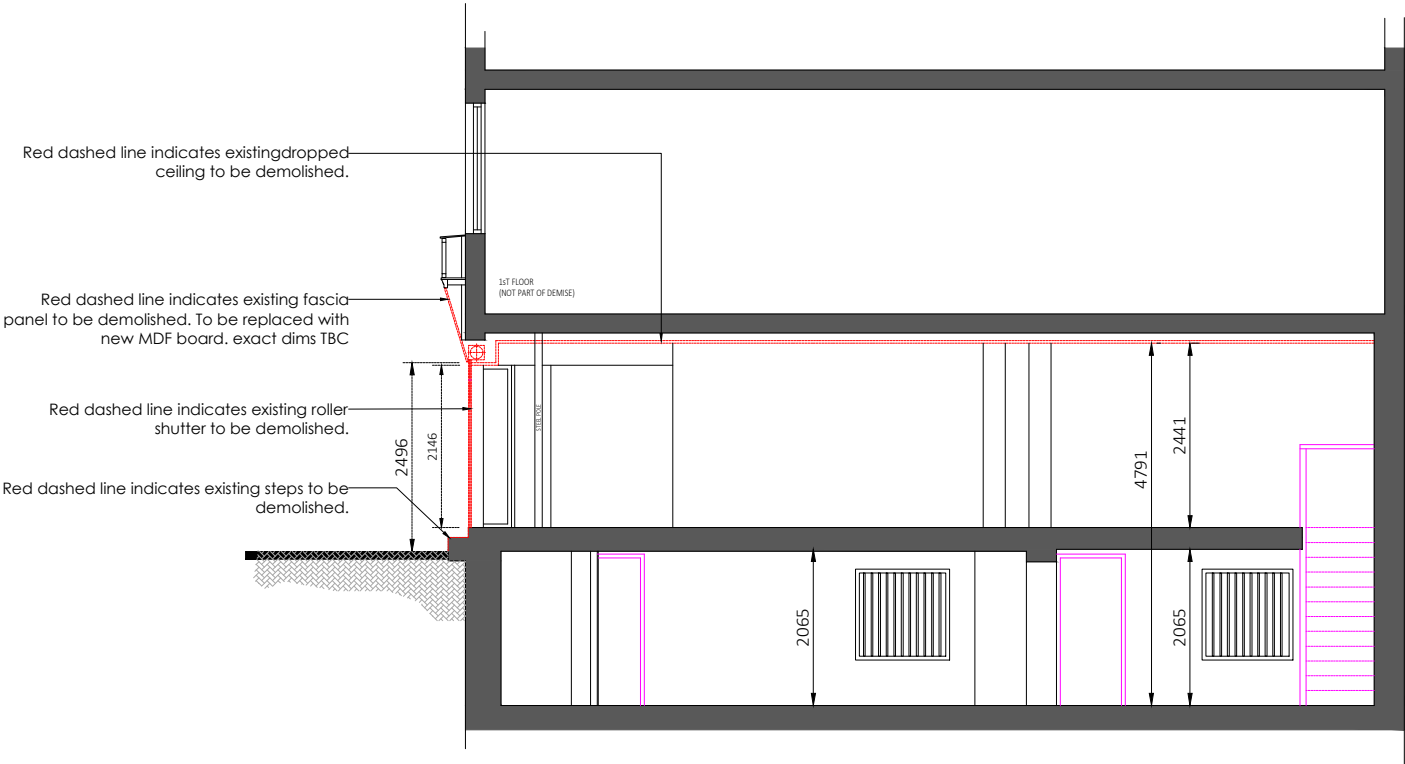 Red dashed line indicates existingdropped
ceiling to be demolished.
1ST FLOOR
(NOT PART OF DEMISE)
Red dashed line indicates existing fascia
panel to be demolished. To be replaced with
new MDF board. exact dims TBC
Red dashed line indicates existing roller
shutter to be demolished.
STEEL POLE
2496
2146
4791
2441
Red dashed line indicates existing steps to be
demolished.
2065
2065